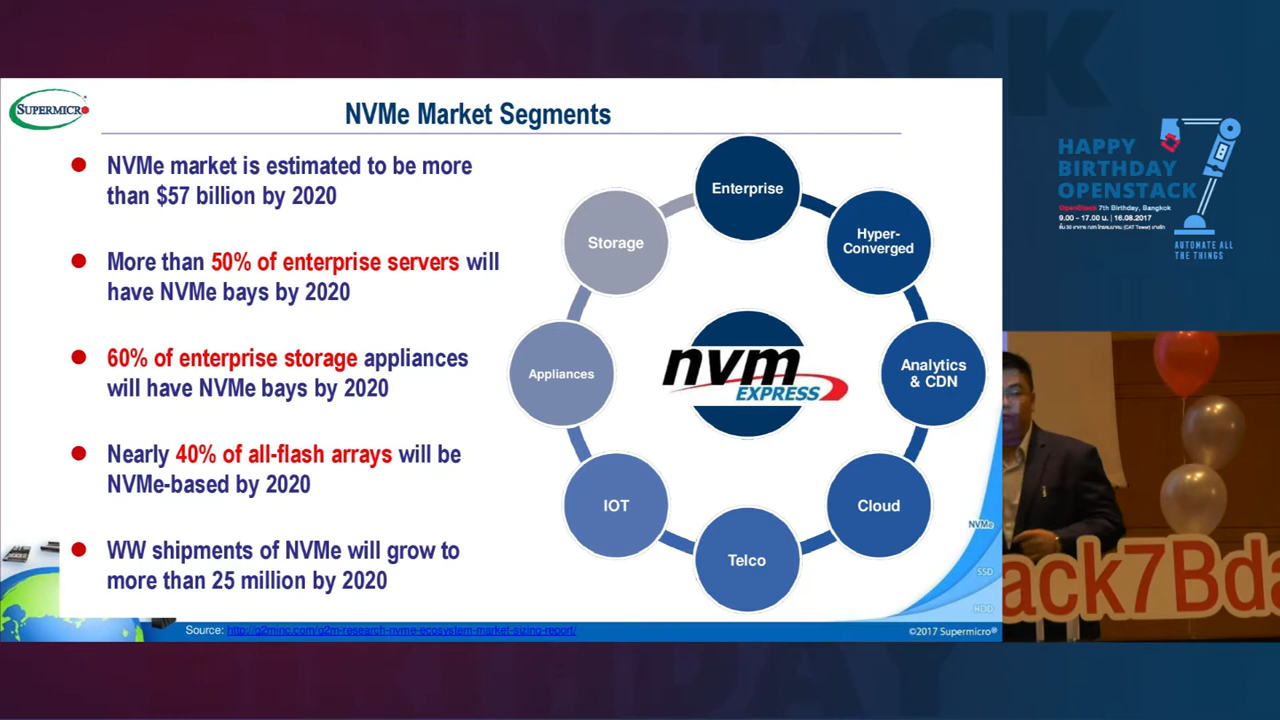 SUPERMICR
NVMe Market Segments
NVMe market is estimated to be more
than $57 billion by 2020
More than 50% of enterprise servers will
have NVMe bays by 2020
60% of enterprise storage appliances
will have NVMe bays by 2020
Nearly 40% of all-flash arrays will be
NVMe-based by 2020
WW shipments of NVMe will grow to
more than 25 million by 2020
Enterprise
Hyper-
Converged
Analytics
& CDN
Cloud
Telco
IOT
Appliances
Storage
nvm
EXPRESS
NVMe
SSD
HDD
Source: http://g2minc.com/g2m-research-nvme-ecosystem-market-sizing-report/
©2017 Supermicro®
HAPPY
BIRTHDAY
OPENSTACK
OpenStack 7th Birthday, Bangkok
9.00 - 17.00 น. | 16.08.2017
AUTOMATE ALL
THE THINGS
ack7Bda
OPENSTACK
BIRTHDAY